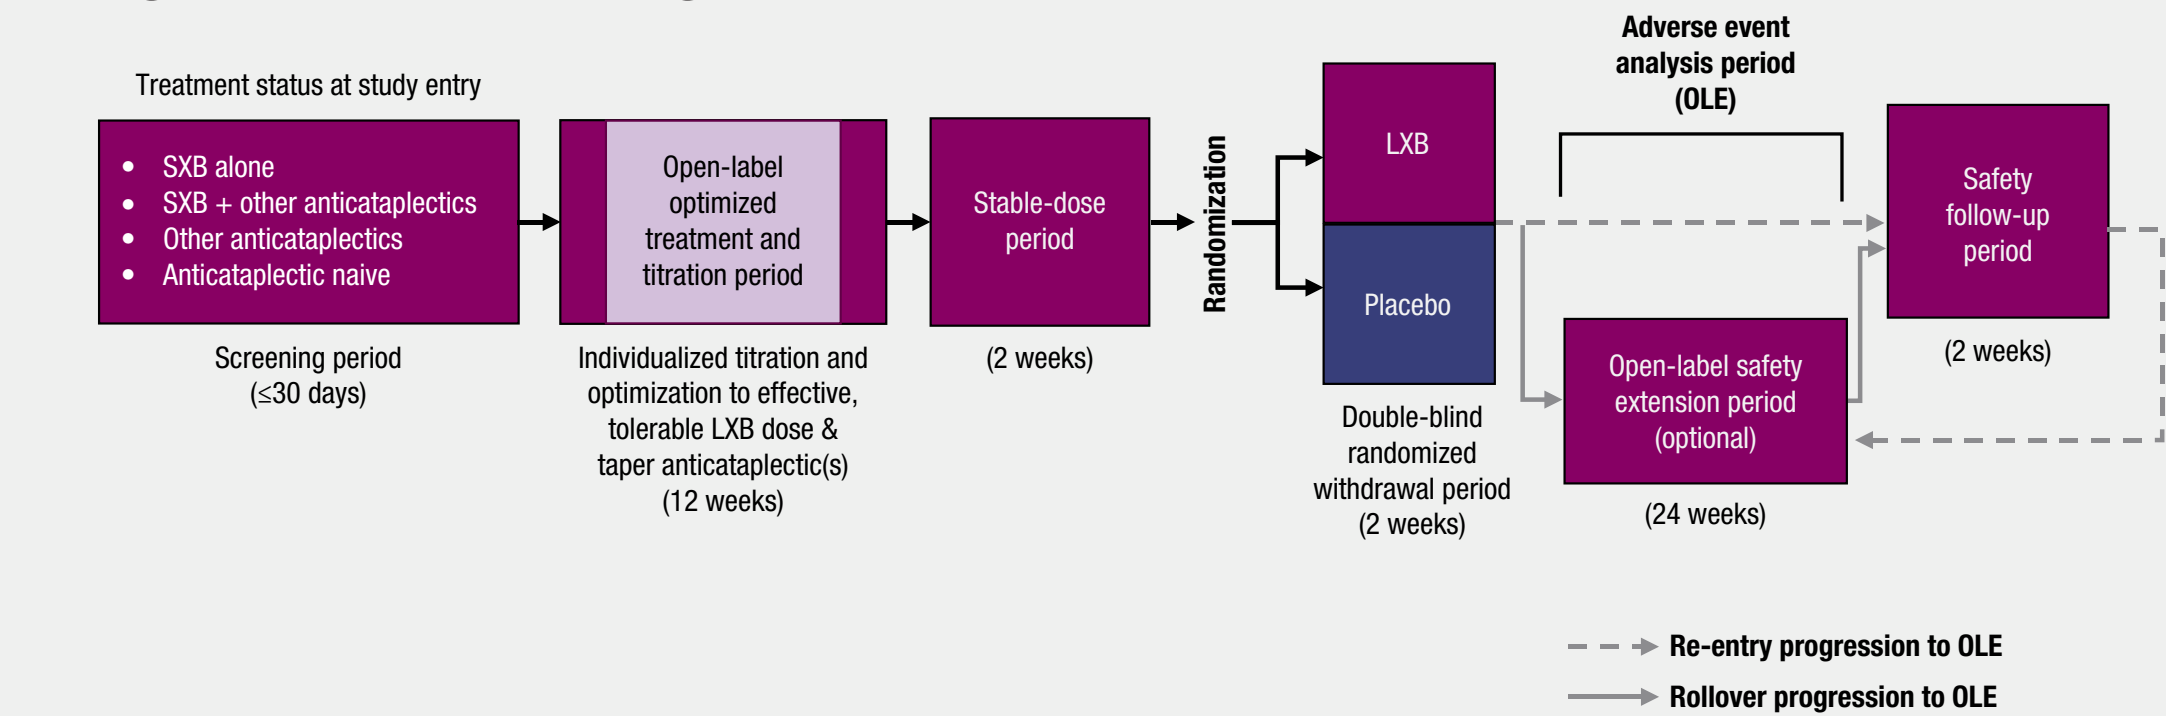 Treatment status at study entry
• SXB alone
• SXB + other anticataplectics
• Other anticataplectics
• Anticataplectic naive
Screening period
(≤30 days)
Open-label
optimized
treatment and
titration period
Individualized titration and
optimization to effective,
tolerable LXB dose &
taper anticataplectic(s)
(12 weeks)
Stable-dose
period
(2 weeks)
Randomization
LXB
Placebo
Double-blind
randomized
withdrawal period
(2 weeks)
Adverse event
analysis period
(OLE)
Open-label safety
extension period
(optional)
(24 weeks)
Safety
follow-up
period
(2 weeks)
Re-entry progression to OLE
Rollover progression to OLE